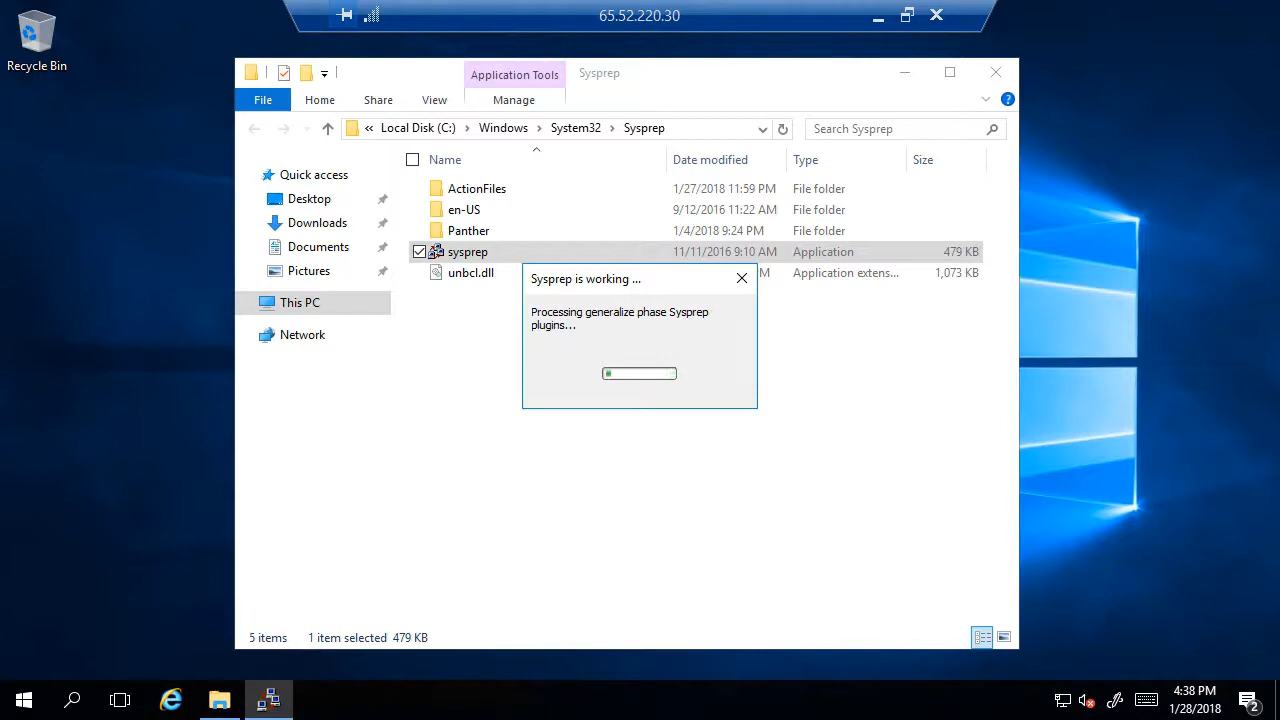 65.52.220.30
Recycle Bin
Application Tools
Sysprep
File
Home
Share
View
Manage
« Local Disk (C:) > Windows > System32 > Sysprep
Search Sysprep
Name
Date modified
Type
Size
Quick access
Desktop
Downloads
Documents
Pictures
This PC
Network
ActionFiles 1/27/2018 11:59 PM File folder
en-US 9/12/2016 11:22 AM File folder
Panther 1/4/2018 9:24 PM File folder
sysprep 11/11/2016 9:10 AM Application 479 KB
unbcl.dll M Application extens... 1,073 KB
Sysprep is working ...
Processing generalize phase Sysprep
plugins...
5 items 1 item selected 479 KB
4:38 PM
1/28/2018
2